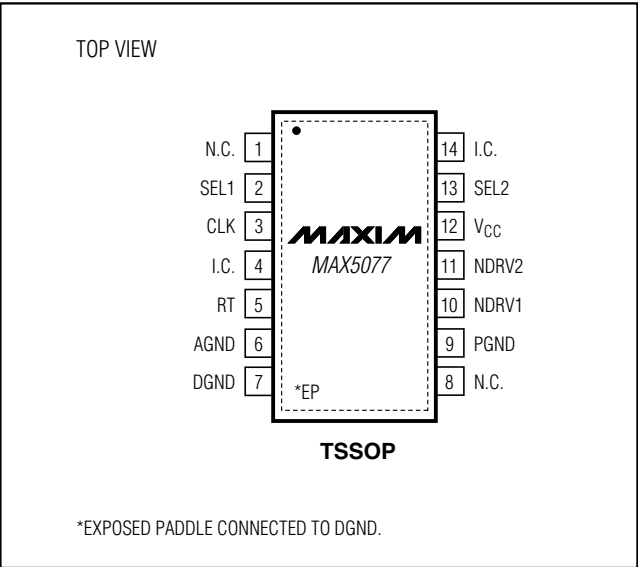 TOP VIEW
N.C. 1
SEL1 2
CLK 3
I.C. 4
RT 5
AGND 6
DGND 7
MAXIM
MAX5077
*EP
14 I.C.
13 SEL2
12 VCC
11 NDRV2
10 NDRV1
9 PGND
8 N.C.
TSSOP
*EXPOSED PADDLE CONNECTED TO DGND.